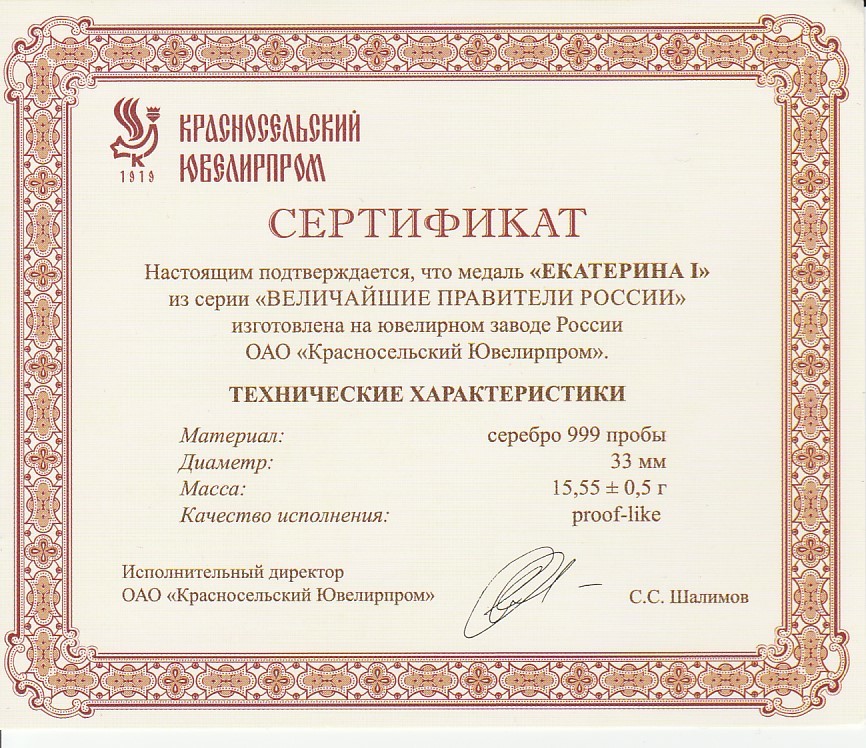 КРАСНОСЕЛЬСКИЙ
ЮВЕЛИРПРОМ
К
1919
СЕРТИФИКАТ
Настоящим подтверждается, что медаль «ЕКАТЕРИНА I»
из серии «ВЕЛИЧАЙШИЕ ПРАВИТЕЛИ РОССИИ»
изготовлена на ювелирном заводе России
ОАО «Красносельский Ювелирпром».
ТЕХНИЧЕСКИЕ ХАРАКТЕРИСТИКИ
Материал: серебро 999 пробы
Диаметр: 33 мм
Масса: 15,55 ± 0,5 г
Качество исполнения: proof-like
Исполнительный директор
ОАО «Красносельский Ювелирпром» С.С. Шалимов